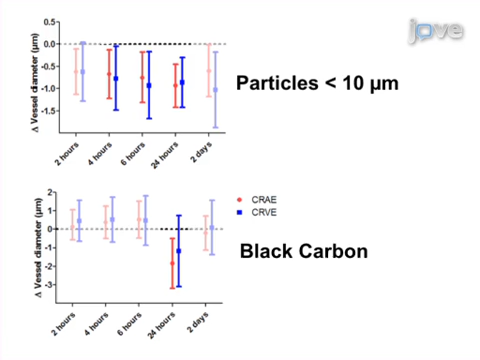 jove
Δ Vessel diameter (µm)
0.5
0.0
-0.5
-1.0
-1.5
2 hours
4 hours
6 hours
24 hours
2 days
Particles < 10 µm
Δ Vessel diameter (µm)
2
1
0
-1
-2
-3
2 hours
4 hours
6 hours
24 hours
2 days
CRAE
CRVE
Black Carbon